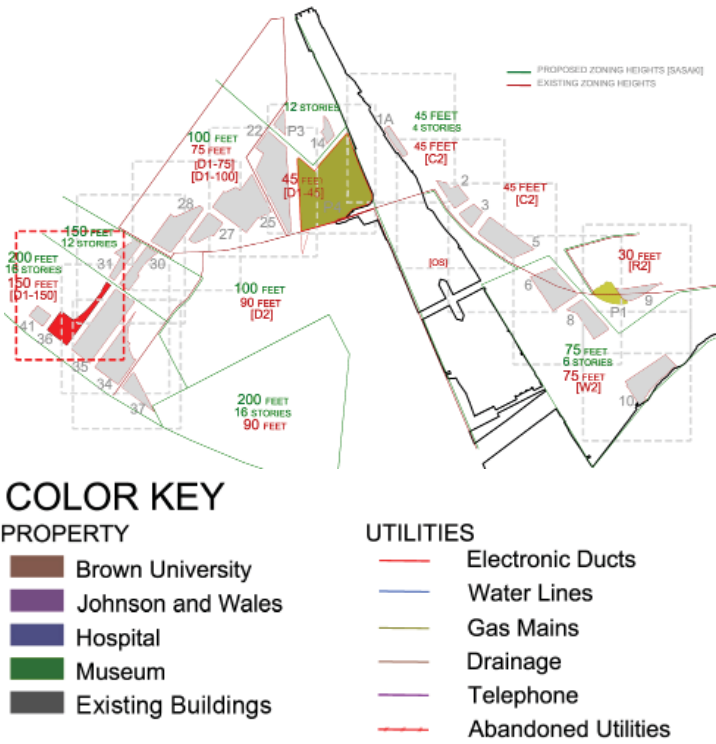 PROPOSED ZONING HEIGHTS [SASAKI]
EXISTING ZONING HEIGHTS
12 STORIES
22
P3
14
1A
45 FEET
4 STORIES
45 FEET
[C2]
100 FEET
75 FEET
[D1-75]
[D1-100]
45 FEET
[D1-45]
P4
2
3
45 FEET
[C2]
28
27
25
5
150 FEET
12 STORIES
31
30
200 FEET
16 STORIES
150 FEET
[D1-150]
[OS]
30 FEET
[R2]
6
9
P1
8
100 FEET
90 FEET
[D2]
41
36
35
34
37
75 FEET
6 STORIES
75 FEET
[W2]
10
200 FEET
16 STORIES
90 FEET
COLOR KEY
PROPERTY
Brown University
Johnson and Wales
Hospital
Museum
Existing Buildings
UTILITIES
Electronic Ducts
Water Lines
Gas Mains
Drainage
Telephone
Abandoned Utilities